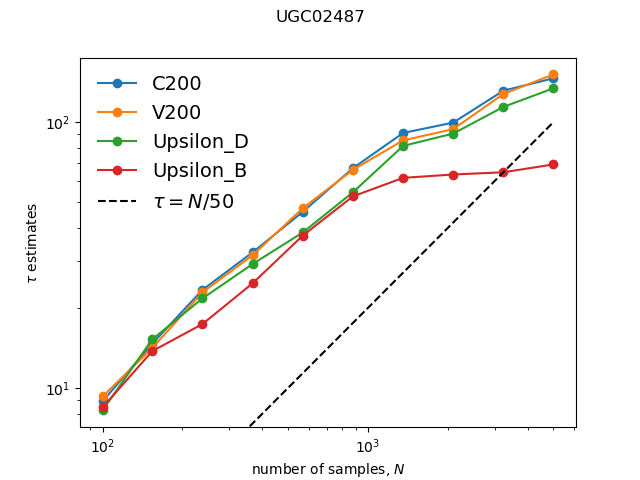 UGC02487
C200
V200
Upsilon_D
Upsilon_B
τ = N/50
τ estimates
10²
10¹
10² 10³
number of samples, N